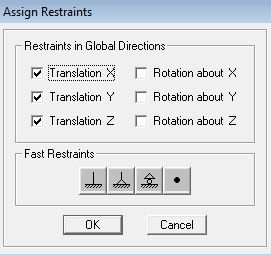 Assign Restraints
Restraints in Global Directions
Translation X Rotation about X
Translation Y Rotation about Y
Translation Z Rotation about Z
Fast Restraints
OK Cancel